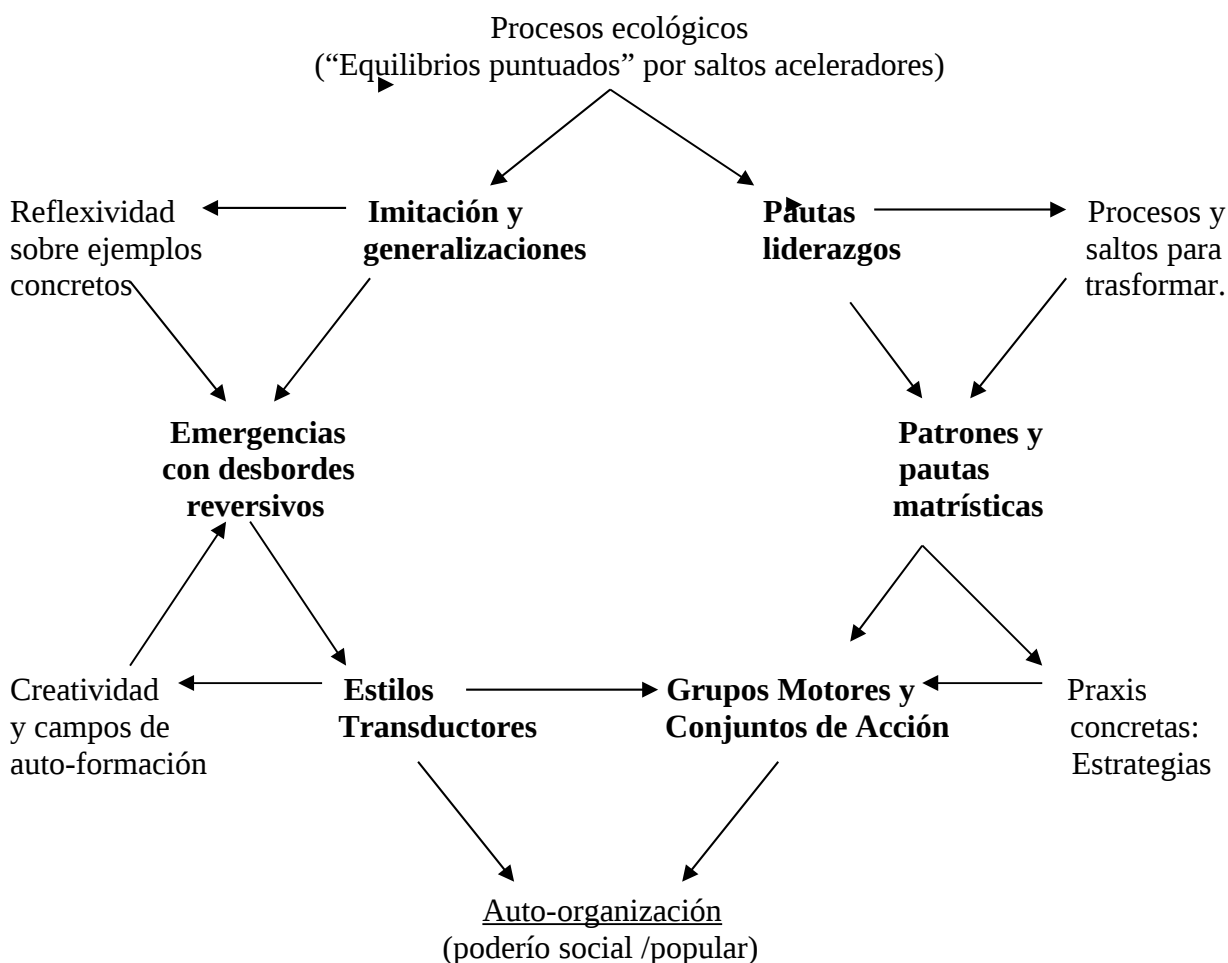 Procesos ecológicos
(“Equilibrios puntuados” por saltos aceleradores)
Reflexividad
sobre ejemplos
concretos
Imitación y
generalizaciones
Pautas
liderazgos
Procesos y
saltos para
trasformar.
Emergencias
con desbordes
reversivos
Patrones y
pautas
matrísticas
Creatividad
y campos de
auto-formación
Estilos
Transductores
Grupos Motores y
Conjuntos de Acción
Praxis
concretas:
Estrategias
Auto-organización
(poderío social /popular)